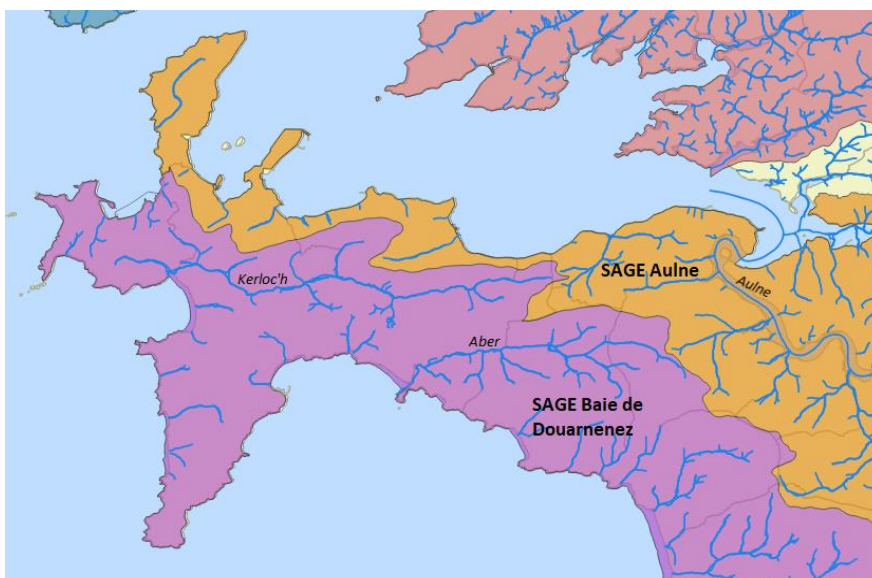 Kerloc'h
SAGE Aulne
Aulne
Aber
SAGE Baie de
Douarnenez